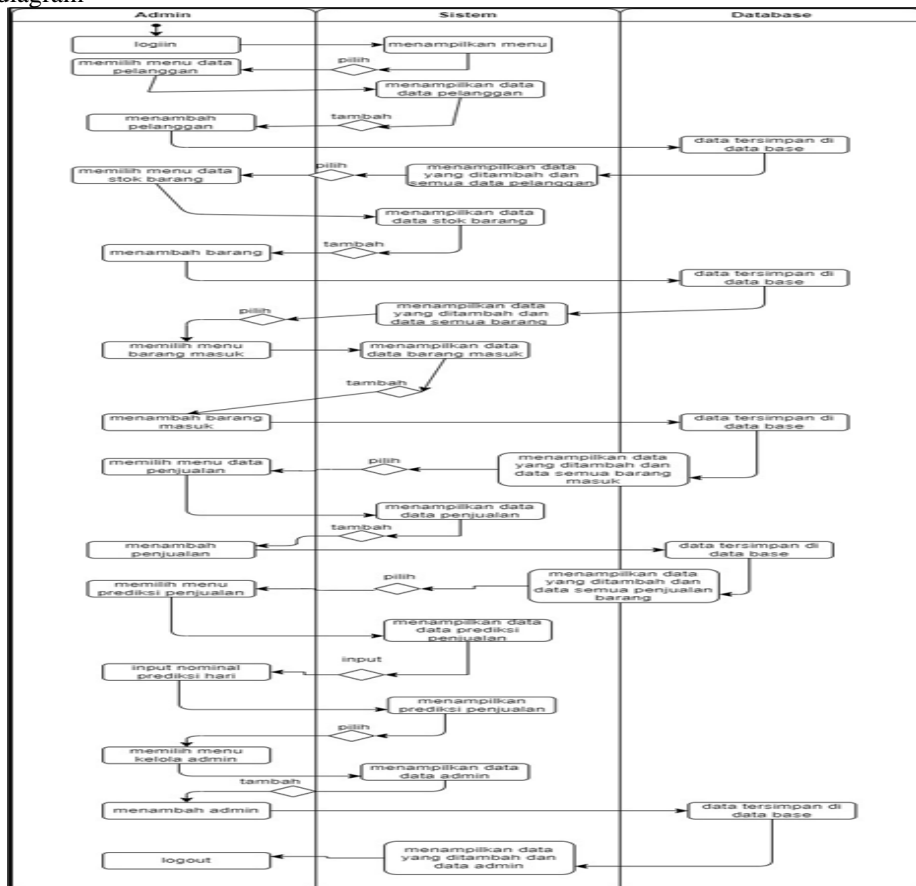 diagram
Admin
Sistem
Database
logiin
menampilkan menu
pilih
memilih menu data
pelanggan
menampilkan data
data pelanggan
tambah
menambah
pelanggan
data tersimpan di
data base
menampilkan data
yang ditambah dan
semua data pelanggan
pilih
memilih menu data
stok barang
menampilkan data
data stok barang
tambah
menambah barang
data tersimpan di
data base
menampilkan data
yang ditambah dan
data semua barang
pilih
memilih menu
barang masuk
menampilkan data
data barang masuk
tambah
menambah barang
masuk
data tersimpan di
data base
menampilkan data
yang ditambah dan
data semua barang
masuk
pilih
memilih menu data
penjualan
menampilkan data
data penjualan
tambah
menambah
penjualan
data tersimpan di
data base
menampilkan data
yang ditambah dan
data semua penjualan
barang
pilih
memilih menu
prediksi penjualan
menampilkan data
data prediksi
penjualan
input
input nominal
prediksi hari
menampilkan
prediksi penjualan
pilih
memilih menu
kelola admin
menampilkan data
data admin
tambah
menambah admin
data tersimpan di
data base
menampilkan data
yang ditambah dan
data admin
logout